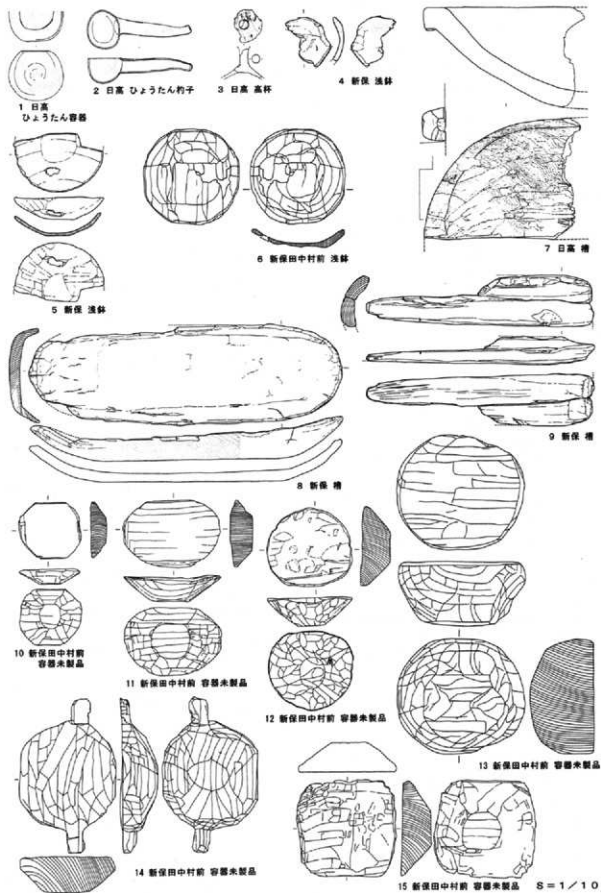 1 日高
ひょうたん容器
2 日高 ひょうたん杓子
3 日高 高杯
4 新保 浅鉢
5 新保 浅鉢
6 新保田中村前 浅鉢
7 日高 槽
8 新保 槽
9 新保 槽
10 新保田中村前
容器未製品
11 新保田中村前 容器未製品
12 新保田中村前 容器未製品
13 新保田中村前 容器未製品
14 新保田中村前 容器未製品
15 新保田中村前 容器未製品
S=1/10